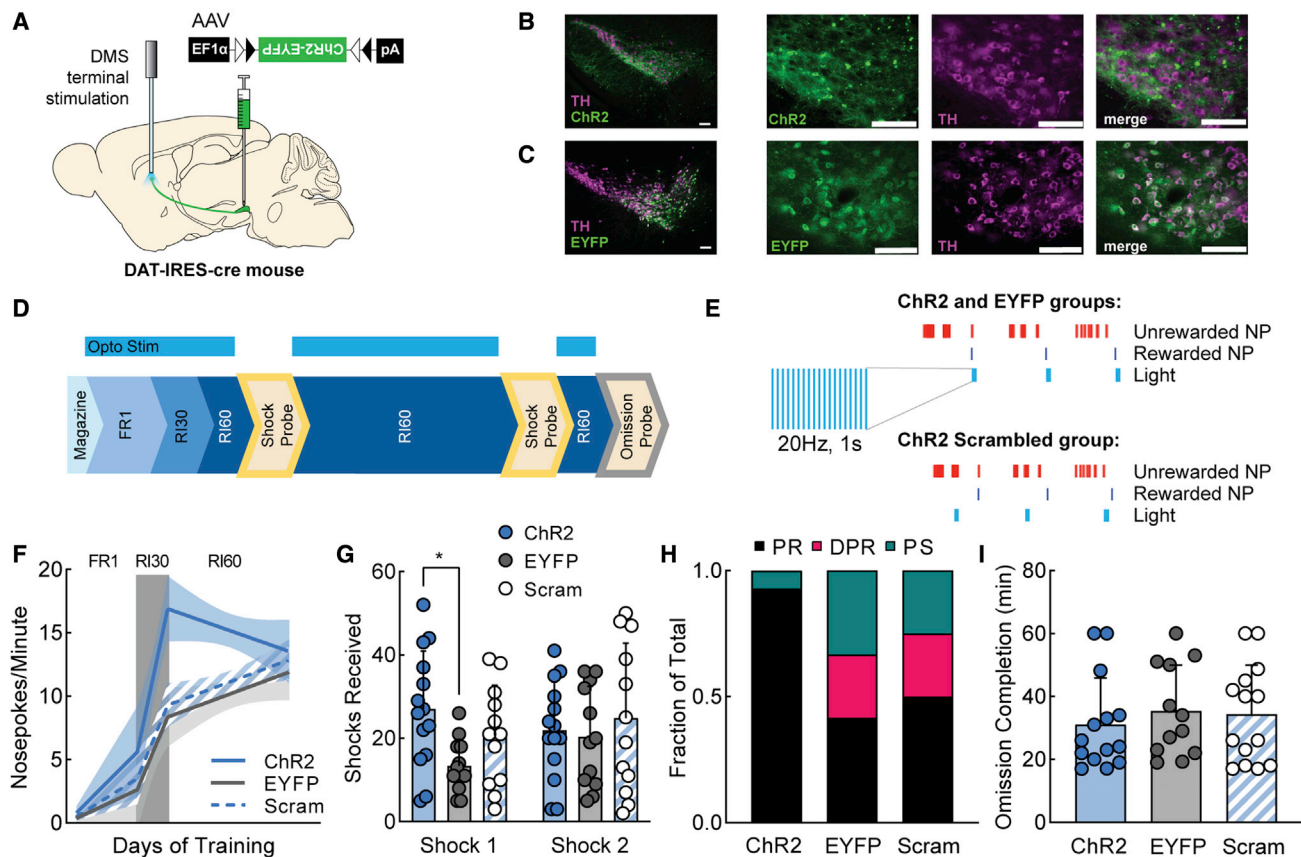 A
AAV
EF1α
ChR2-EYFP
pA
DMS
terminal
stimulation
DAT-IRES-cre mouse
B
TH
ChR2
ChR2
TH
merge
C
TH
EYFP
EYFP
TH
merge
D
Opto Stim
Magazine
FR1
RI30
RI60
Shock
Probe
RI60
Shock
Probe
RI60
Omission
Probe
E
ChR2 and EYFP groups:
Unrewarded NP
Rewarded NP
Light
20Hz, 1s
ChR2 Scrambled group:
Unrewarded NP
Rewarded NP
Light
F
FR1 RI30 RI60
Nosepokes/Minute
20
15
10
5
0
ChR2
EYFP
Scram
Days of Training
G
ChR2
EYFP
Scram
*
Shocks Received
60
40
20
0
Shock 1 Shock 2
H
PR DPR PS
Fraction of Total
1.0
0.5
0.0
ChR2 EYFP Scram
I
Omission Completion (min)
80
60
40
20
0
ChR2 EYFP Scram